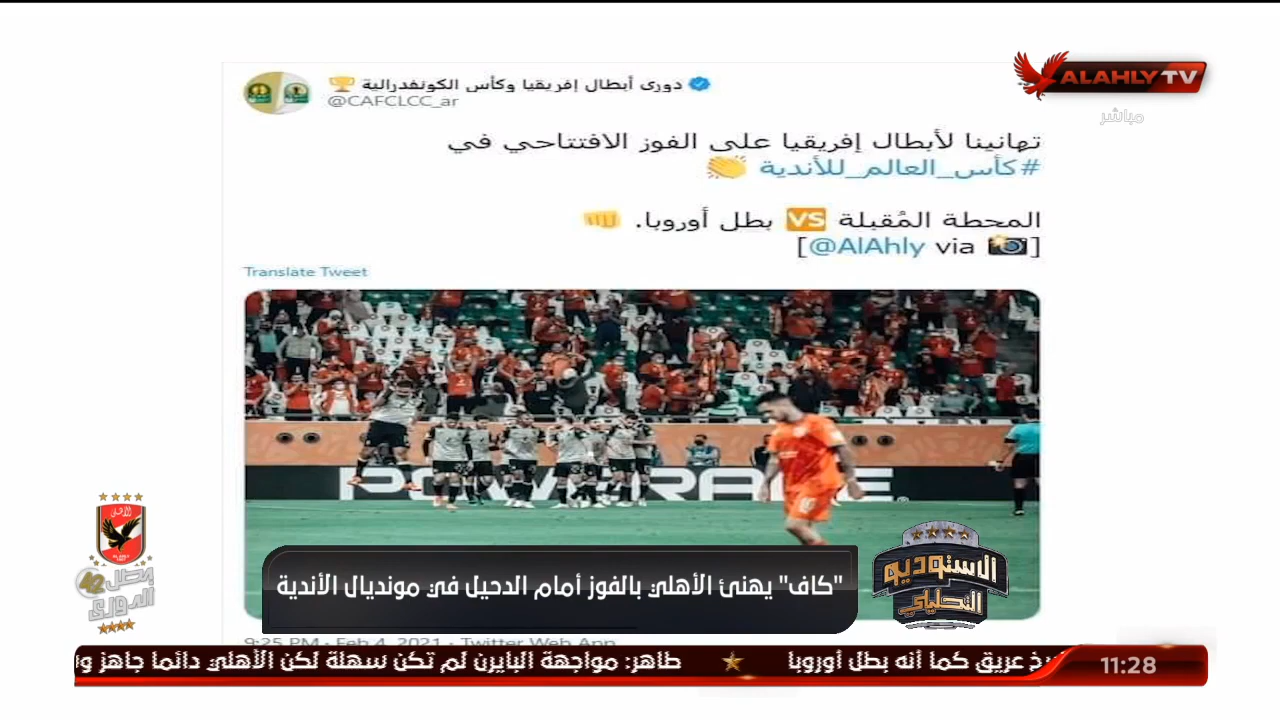 ALAHLY TV
مباشر
دورى أبطال إفريقيا وكأس الكونفدرالية
@CAFCLCC_ar
تهانينا لأبطال إفريقيا على الفوز الافتتاحي في
#كأس_العالم_للأندية 👏
المحطة المُقبلة 🆚 بطل أوروبا. 👊
[📸 via @AlAhly]
Translate Tweet
POWERADE
بطل الدورى 42
الاستوديو
التحليلي
"كاف" يهنئ الأهلي بالفوز أمام الدحيل في مونديال الأندية
9:25 PM · Feb 4, 2021 · Twitter Web App
عريق كما أنه بطل أوروبا ★ طاهر: مواجهة البايرن لم تكن سهلة لكن الأهلي دائما جاهز
11:28